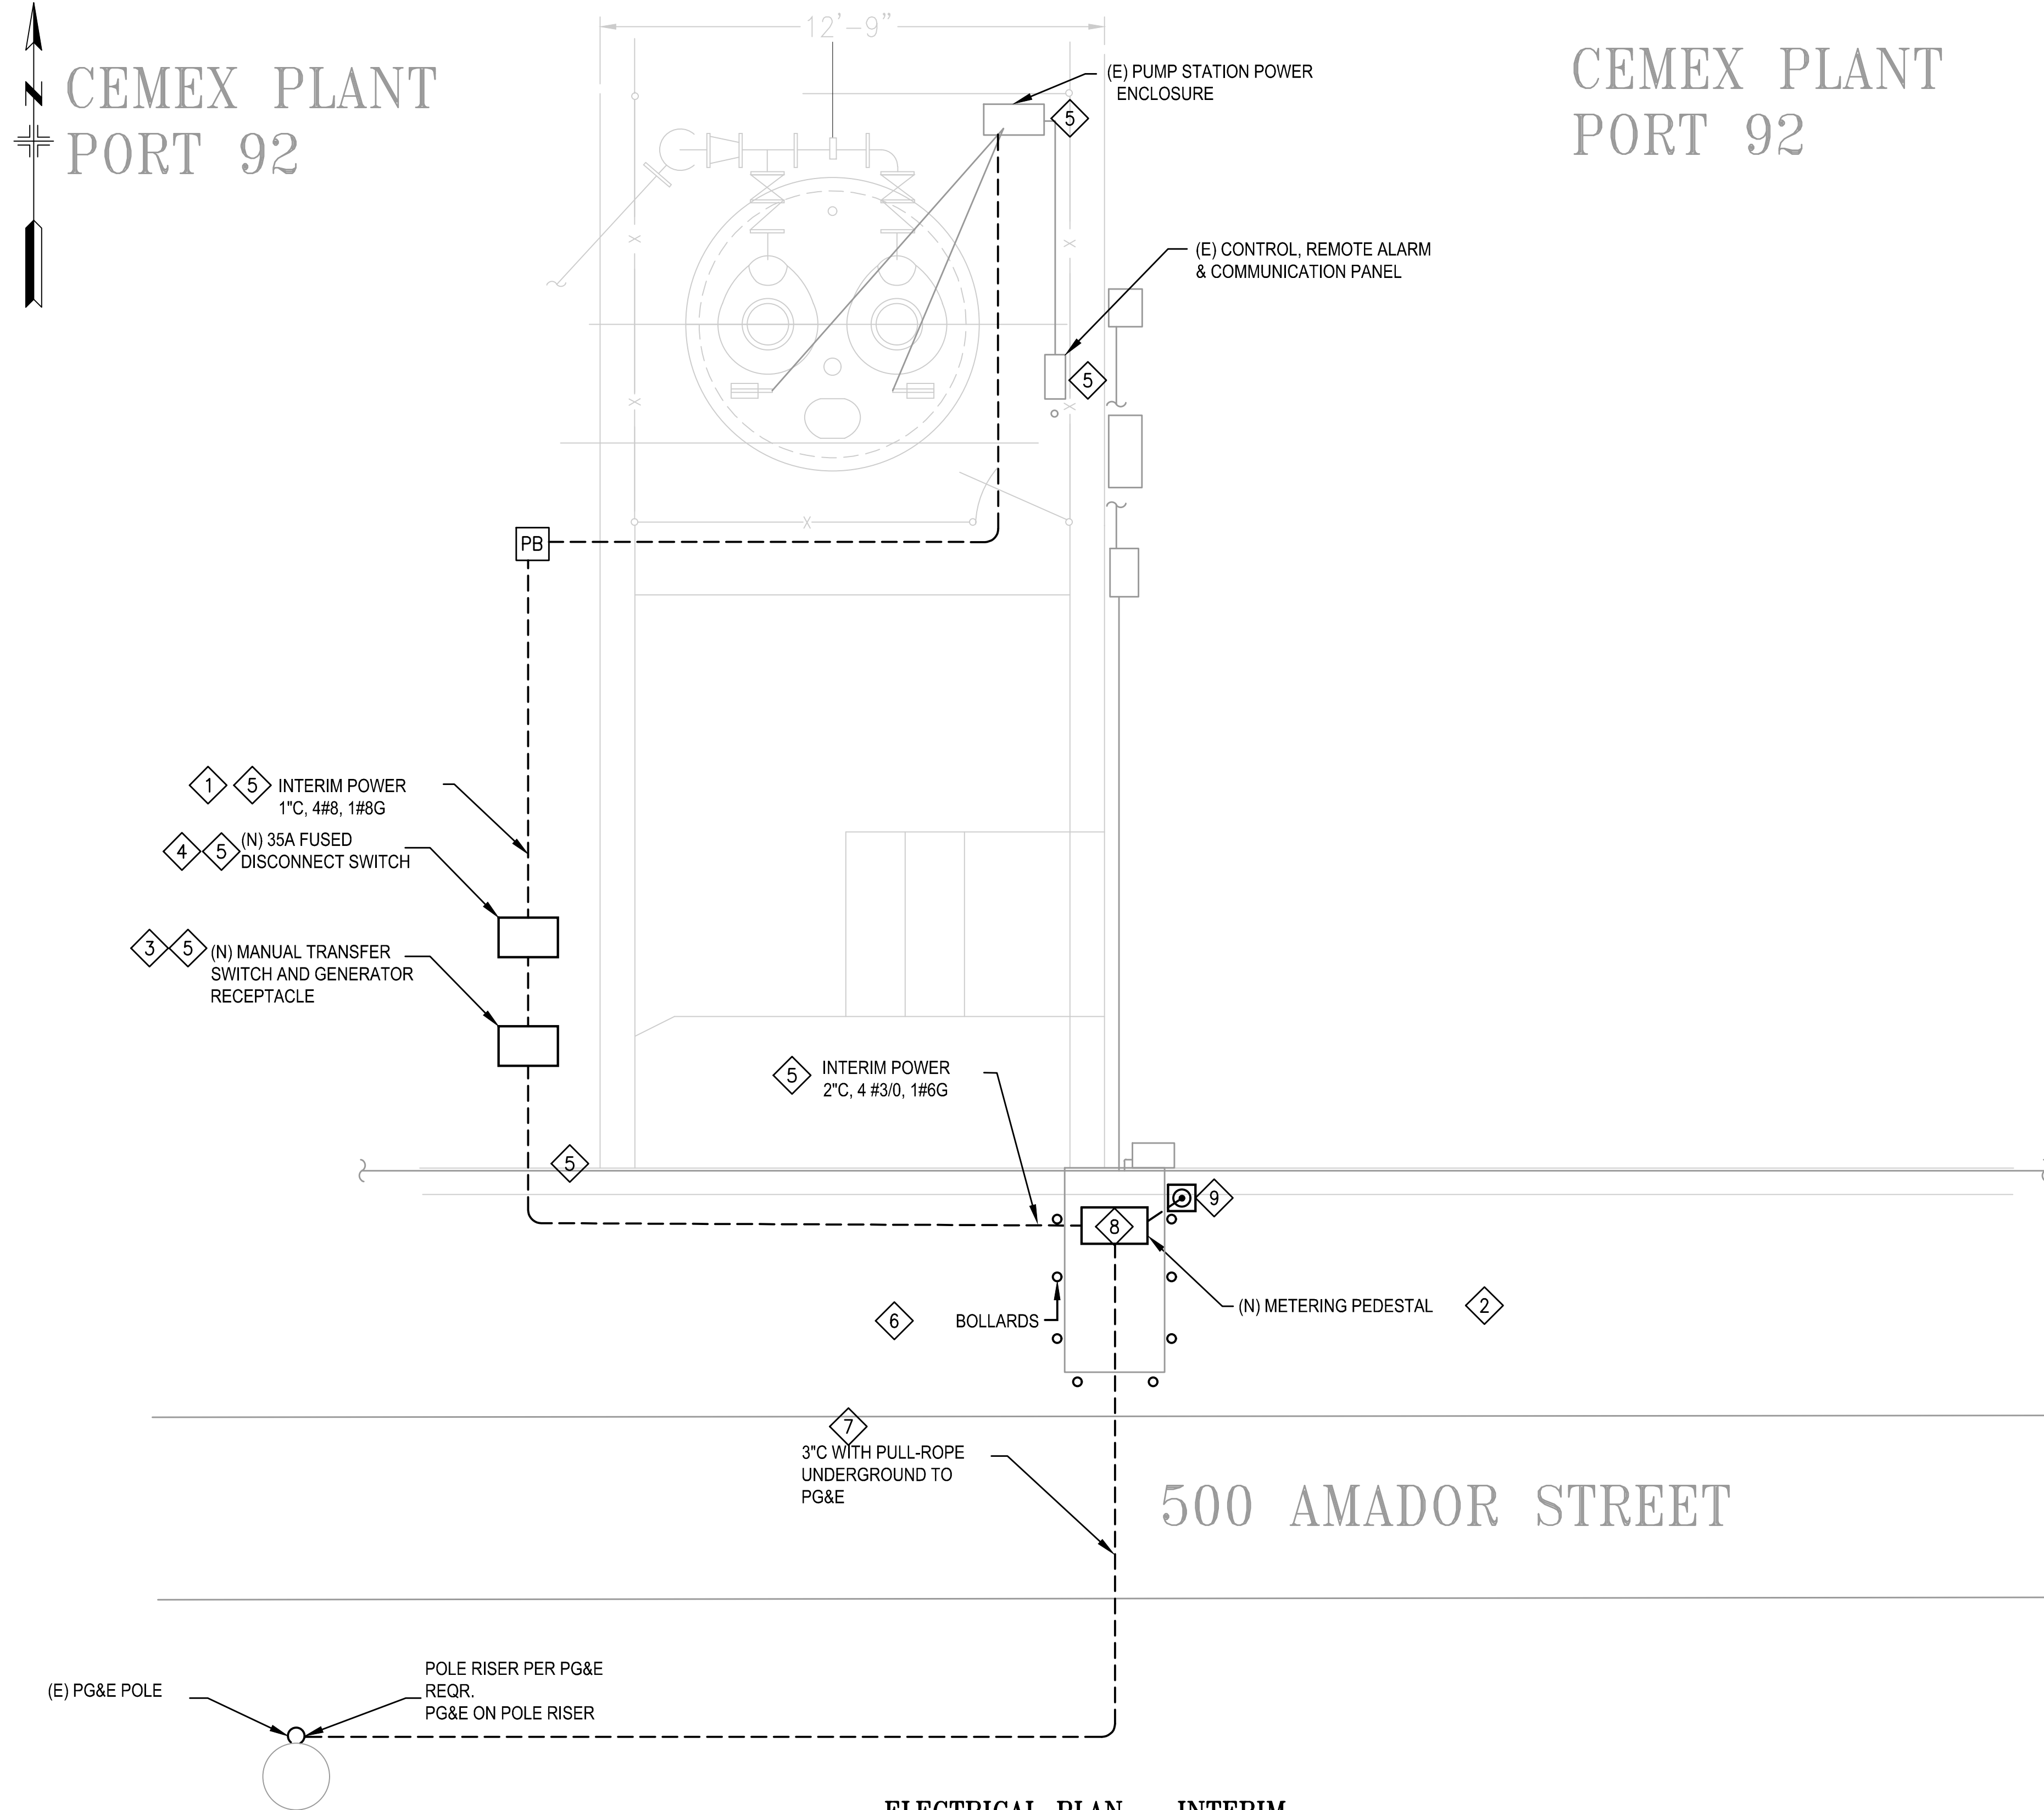 12'-9"
N
CEMEX PLANT
PORT 92
CEMEX PLANT
PORT 92
(E) PUMP STATION POWER
ENCLOSURE
5
(E) CONTROL, REMOTE ALARM
& COMMUNICATION PANEL
5
X
X
X
X
X
PB
1
5
INTERIM POWER
1"C, 4#8, 1#8G
4
5
(N) 35A FUSED
DISCONNECT SWITCH
3
5
(N) MANUAL TRANSFER
SWITCH AND GENERATOR
RECEPTACLE
5
INTERIM POWER
2"C, 4 #3/0, 1#6G
5
9
8
(N) METERING PEDESTAL
2
6
BOLLARDS
7
3"C WITH PULL-ROPE
UNDERGROUND TO
PG&E
500 AMADOR STREET
(E) PG&E POLE
POLE RISER PER PG&E
REQR.
PG&E ON POLE RISER
ELECTRICAL PLAN - INTERIM